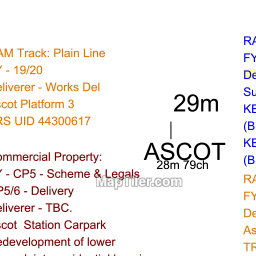 AM Track: Plain Line
Y - 19/20
eliverer - Works Del
scot Platform 3
RS UID 44300617
29m
ASCOT
28m 79ch
ommercial Property:
Y - CP5 - Scheme & Legals
P5/6 - Delivery
eliverer - TBC.
scot Station Carpark
edevelopment of lower
MapTiler.com
RA
FY
De
Su
KE
(B
KE
(B
RA
FY
De
As
TR